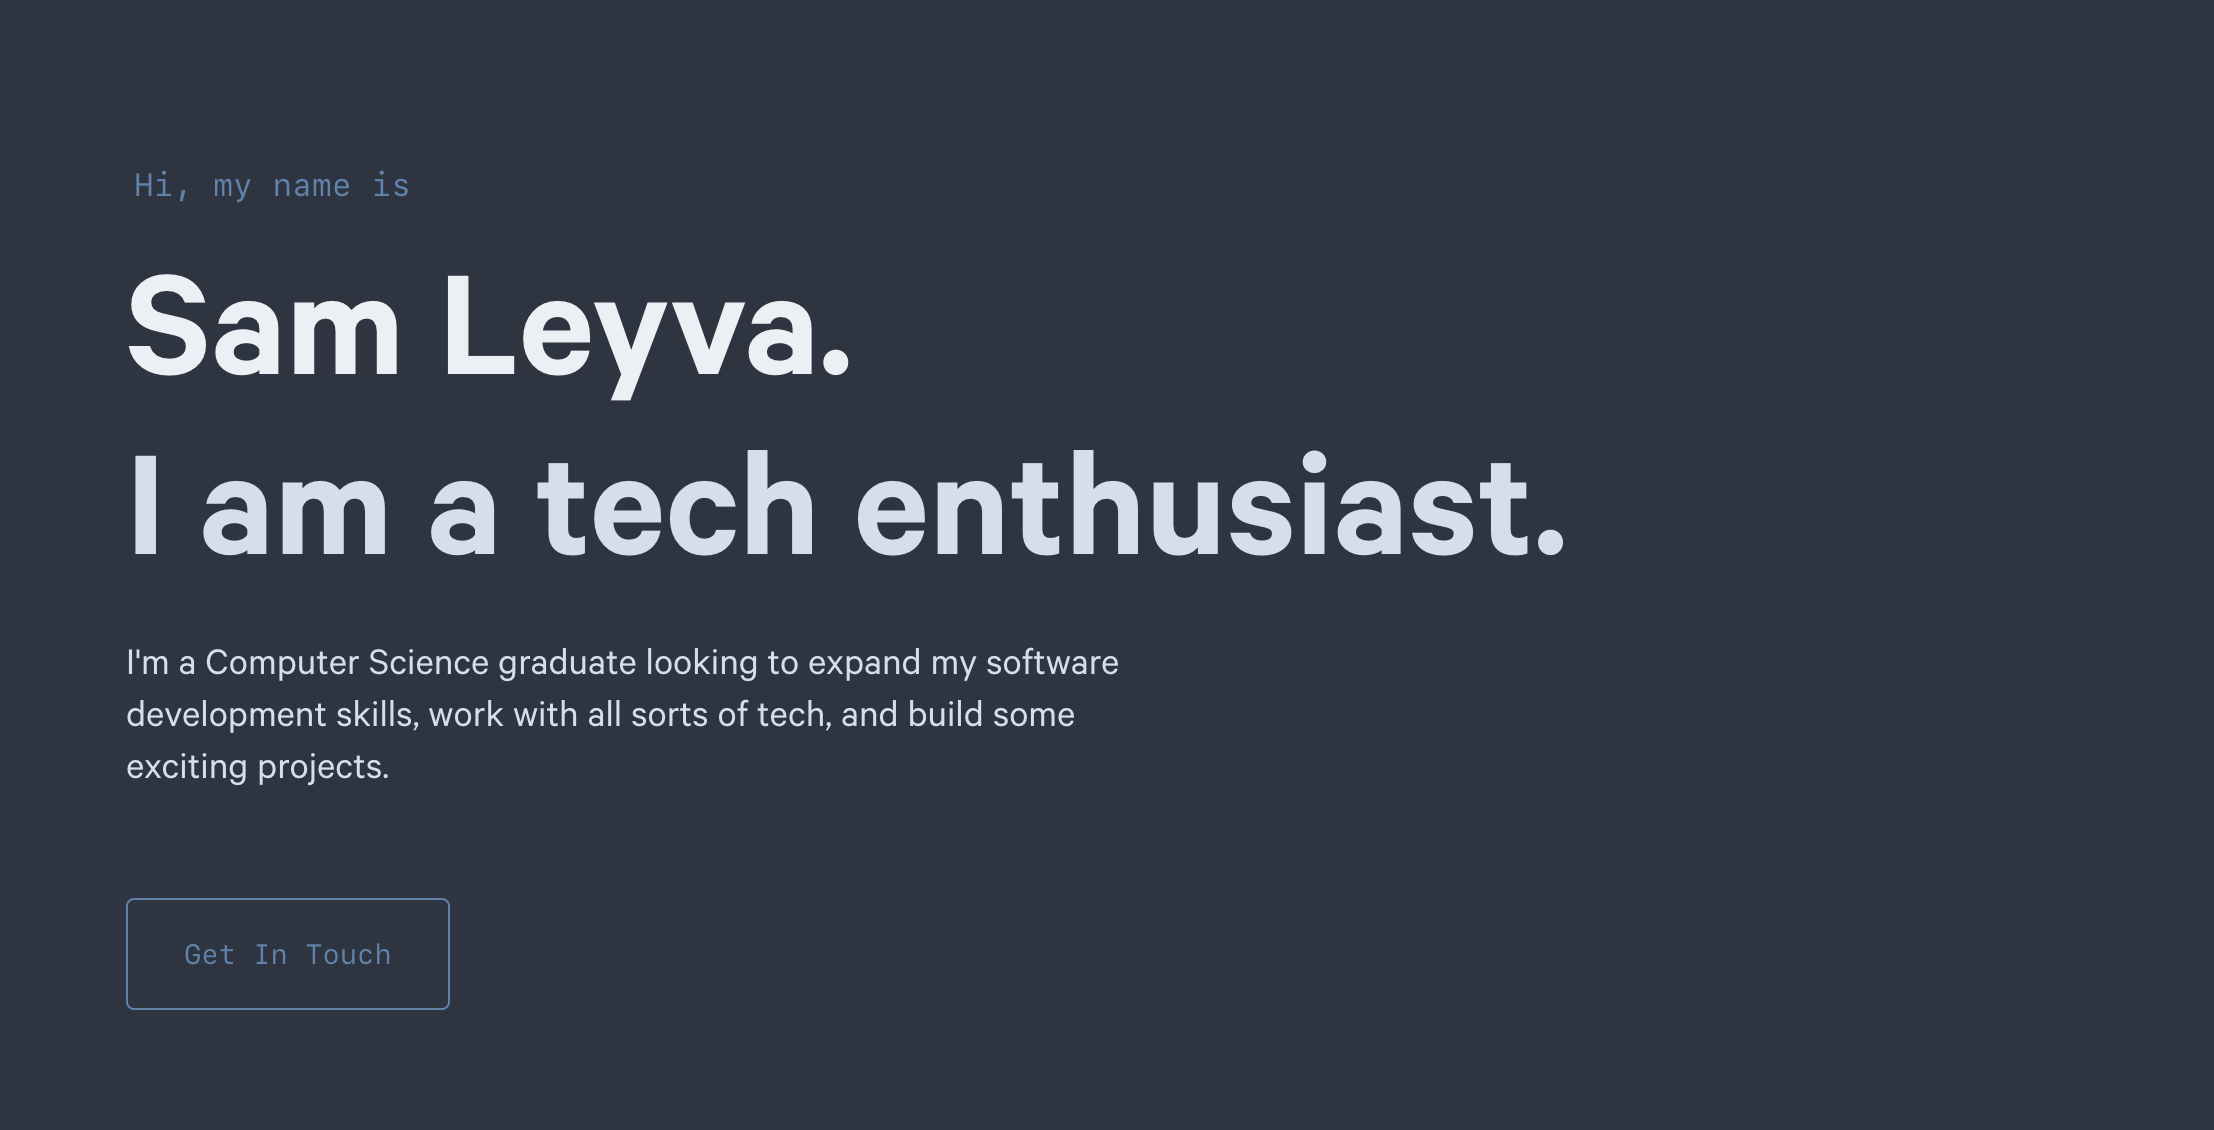 Hi, my name is
Sam Leyva.
I am a tech enthusiast.
I'm a Computer Science graduate looking to expand my software
development skills, work with all sorts of tech, and build some
exciting projects.
Get In Touch